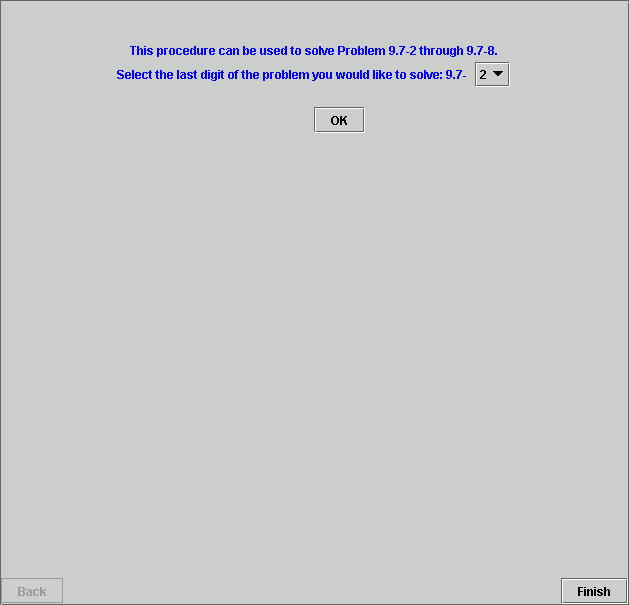 This procedure can be used to solve Problem 9.7-2 through 9.7-8.
Select the last digit of the problem you would like to solve: 9.7- 2
OK
Back
Finish